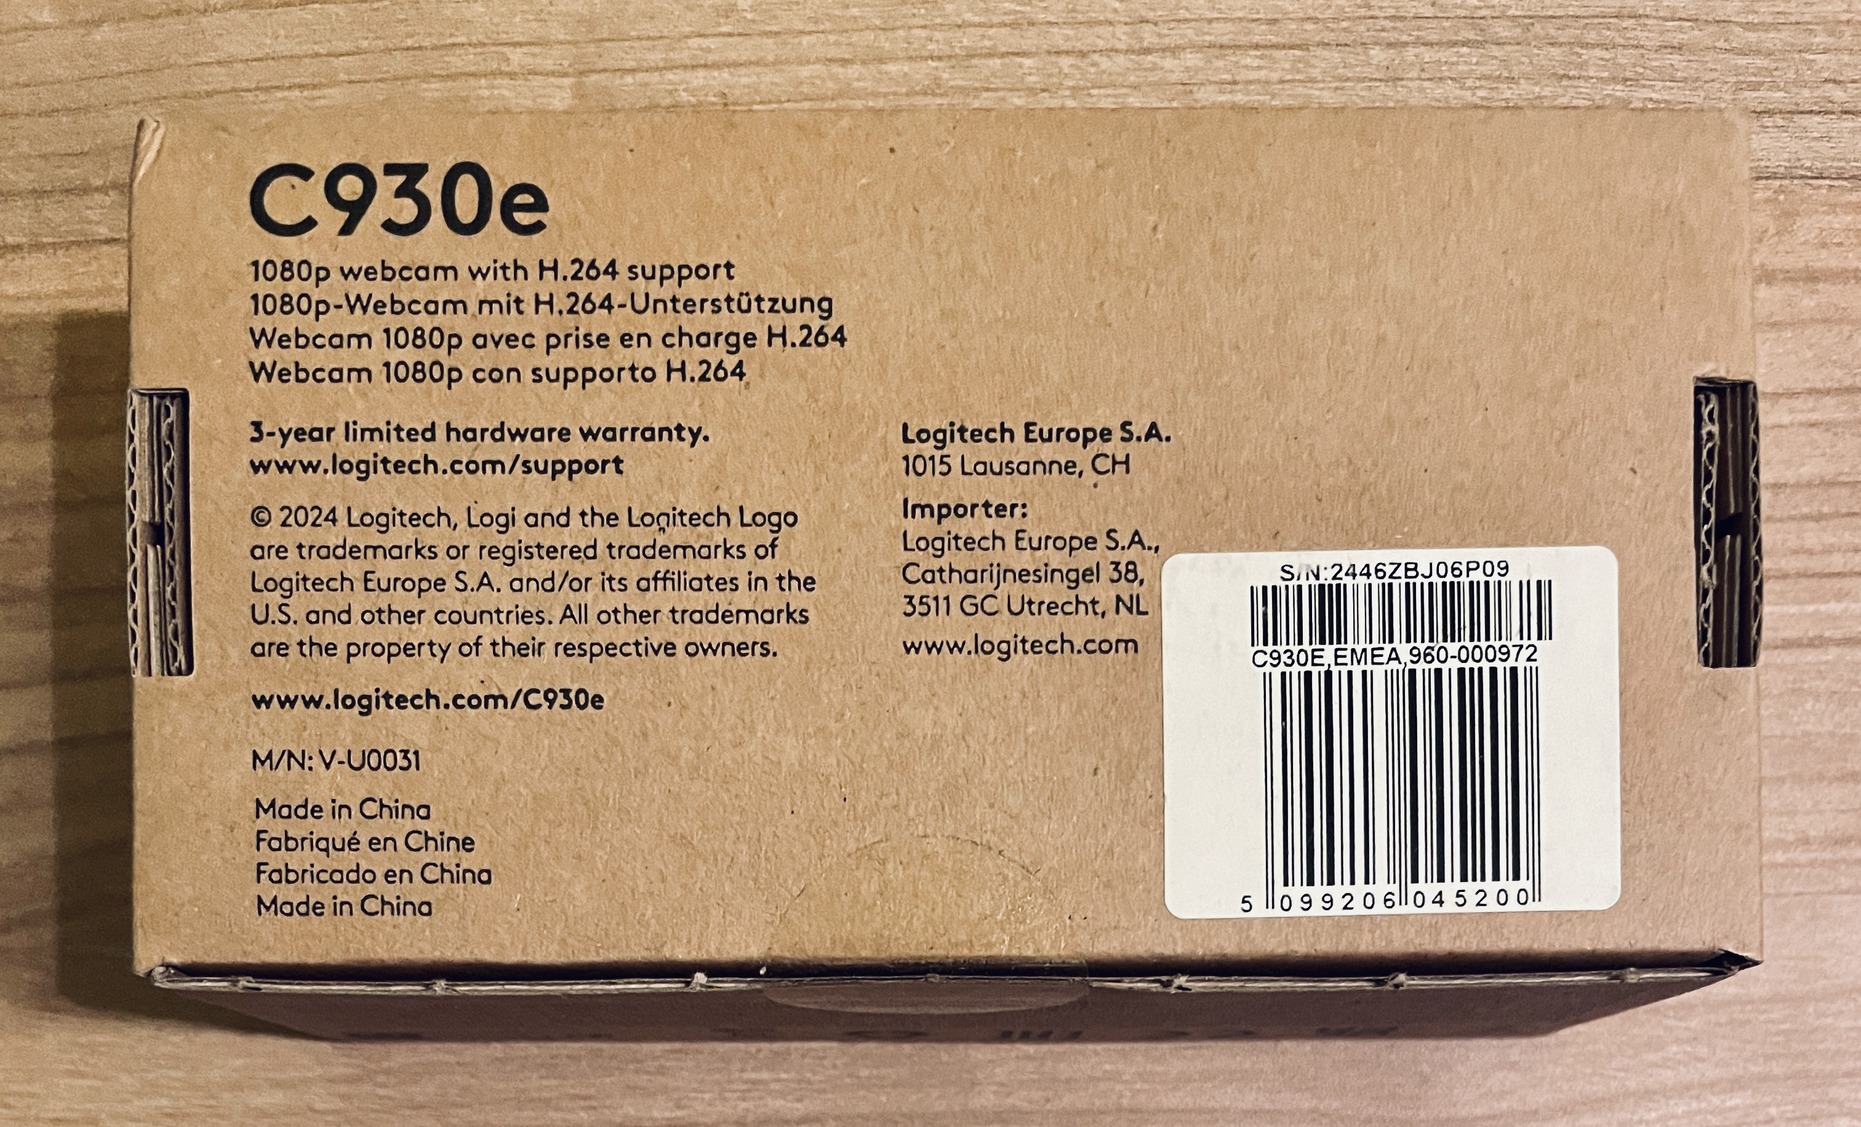 C930e
1080p webcam with H.264 support
1080p-Webcam mit H.264-Unterstützung
Webcam 1080p avec prise en charge H.264
Webcam 1080p con supporto H.264
3-year limited hardware warranty.
www.logitech.com/support
© 2024 Logitech, Logi and the Logitech Logo
are trademarks or registered trademarks of
Logitech Europe S.A. and/or its affiliates in the
U.S. and other countries. All other trademarks
are the property of their respective owners.
www.logitech.com/C930e
M/N: V-U0031
Made in China
Fabriqué en Chine
Fabricado en China
Made in China
Logitech Europe S.A.
1015 Lausanne, CH
Importer:
Logitech Europe S.A.,
Catharijnesingel 38,
3511 GC Utrecht, NL
www.logitech.com
S/N:2446ZBJ06P09
C930E,EMEA,960-000972
5 099206 045200